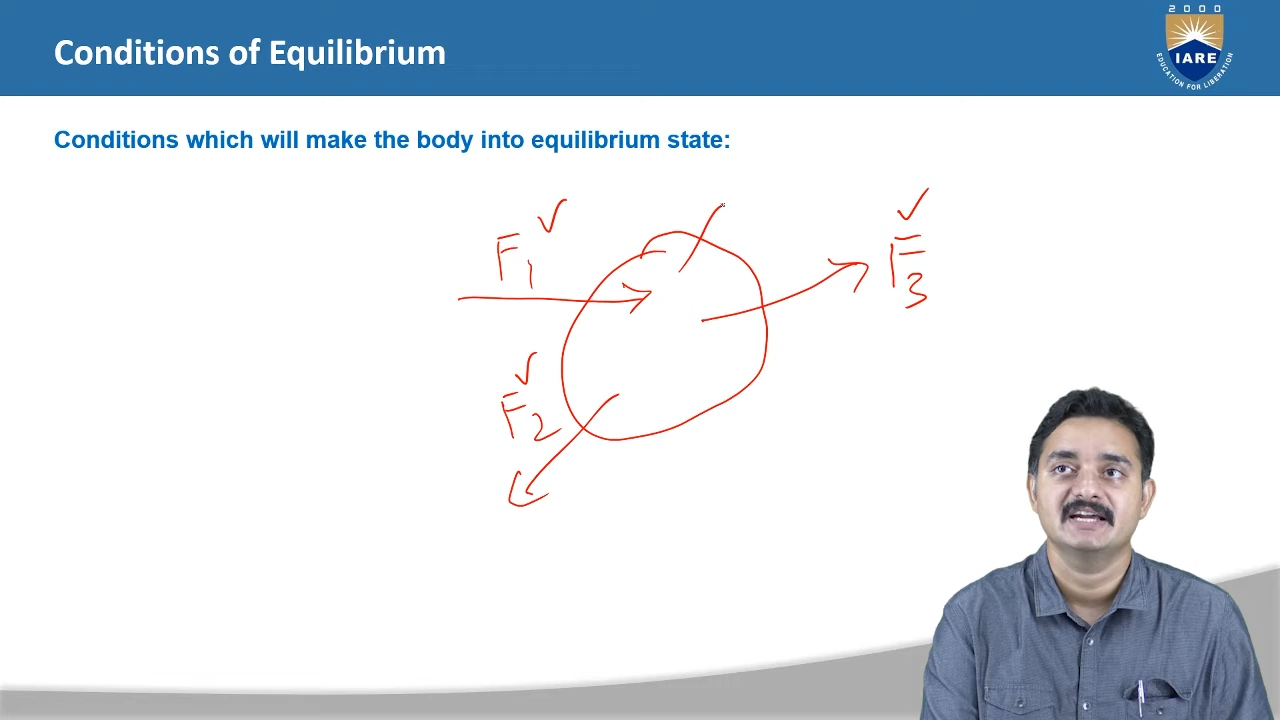 2000
IARE
EDUCATION FOR LIBERATION
Conditions of Equilibrium
Conditions which will make the body into equilibrium state:
F1
F2
F3